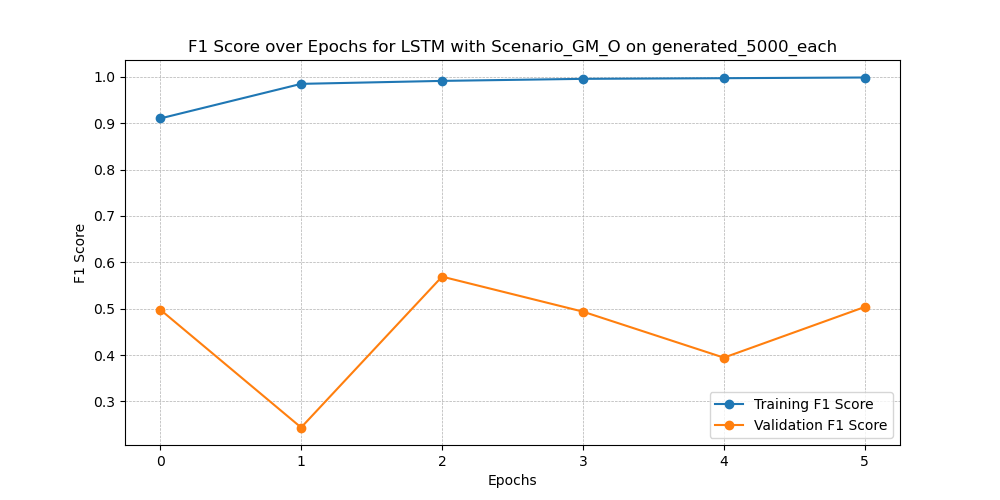 F1 Score over Epochs for LSTM with Scenario_GM_O on generated_5000_each
1.0
0.9
0.8
0.7
0.6
0.5
0.4
0.3
F1 Score
0 1 2 3 4 5
Epochs
Training F1 Score
Validation F1 Score